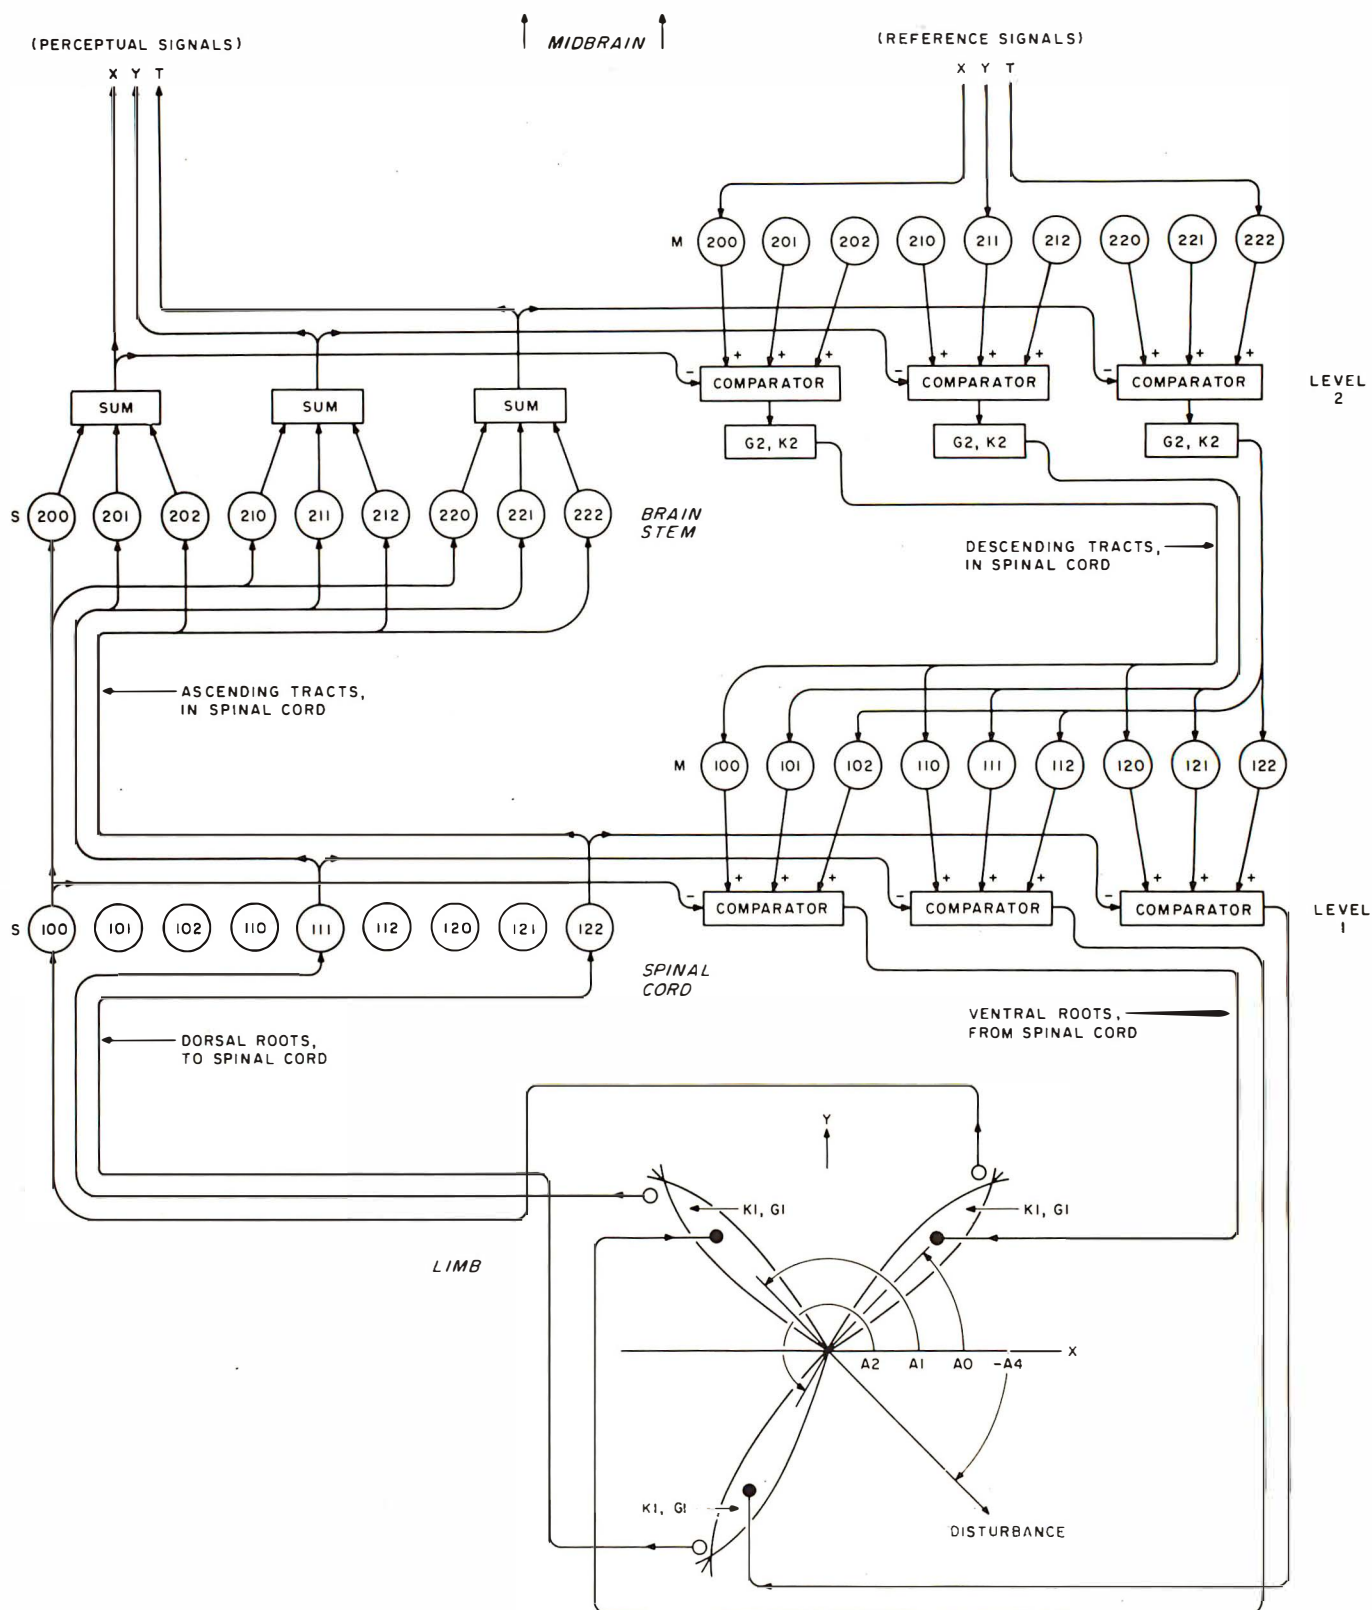 MIDBRAIN
(PERCEPTUAL SIGNALS)
(REFERENCE SIGNALS)
X Y T
X Y T
M 200 201 202 210 211 212 220 221 222
+ + + + + + + + +
- COMPARATOR - COMPARATOR - COMPARATOR
LEVEL
2
SUM SUM SUM
G2, K2 G2, K2 G2, K2
S 200 201 202 210 211 212 220 221 222
BRAIN
STEM
DESCENDING TRACTS,
IN SPINAL CORD
ASCENDING TRACTS,
IN SPINAL CORD
M 100 101 102 110 111 112 120 121 122
+ + + + + + + + +
- COMPARATOR - COMPARATOR - COMPARATOR
LEVEL
1
S 100 101 102 110 111 112 120 121 122
SPINAL
CORD
VENTRAL ROOTS,
FROM SPINAL CORD
DORSAL ROOTS,
TO SPINAL CORD
Y
K1, G1
K1, G1
LIMB
A2 A1 A0 -A4 X
K1, G1
DISTURBANCE